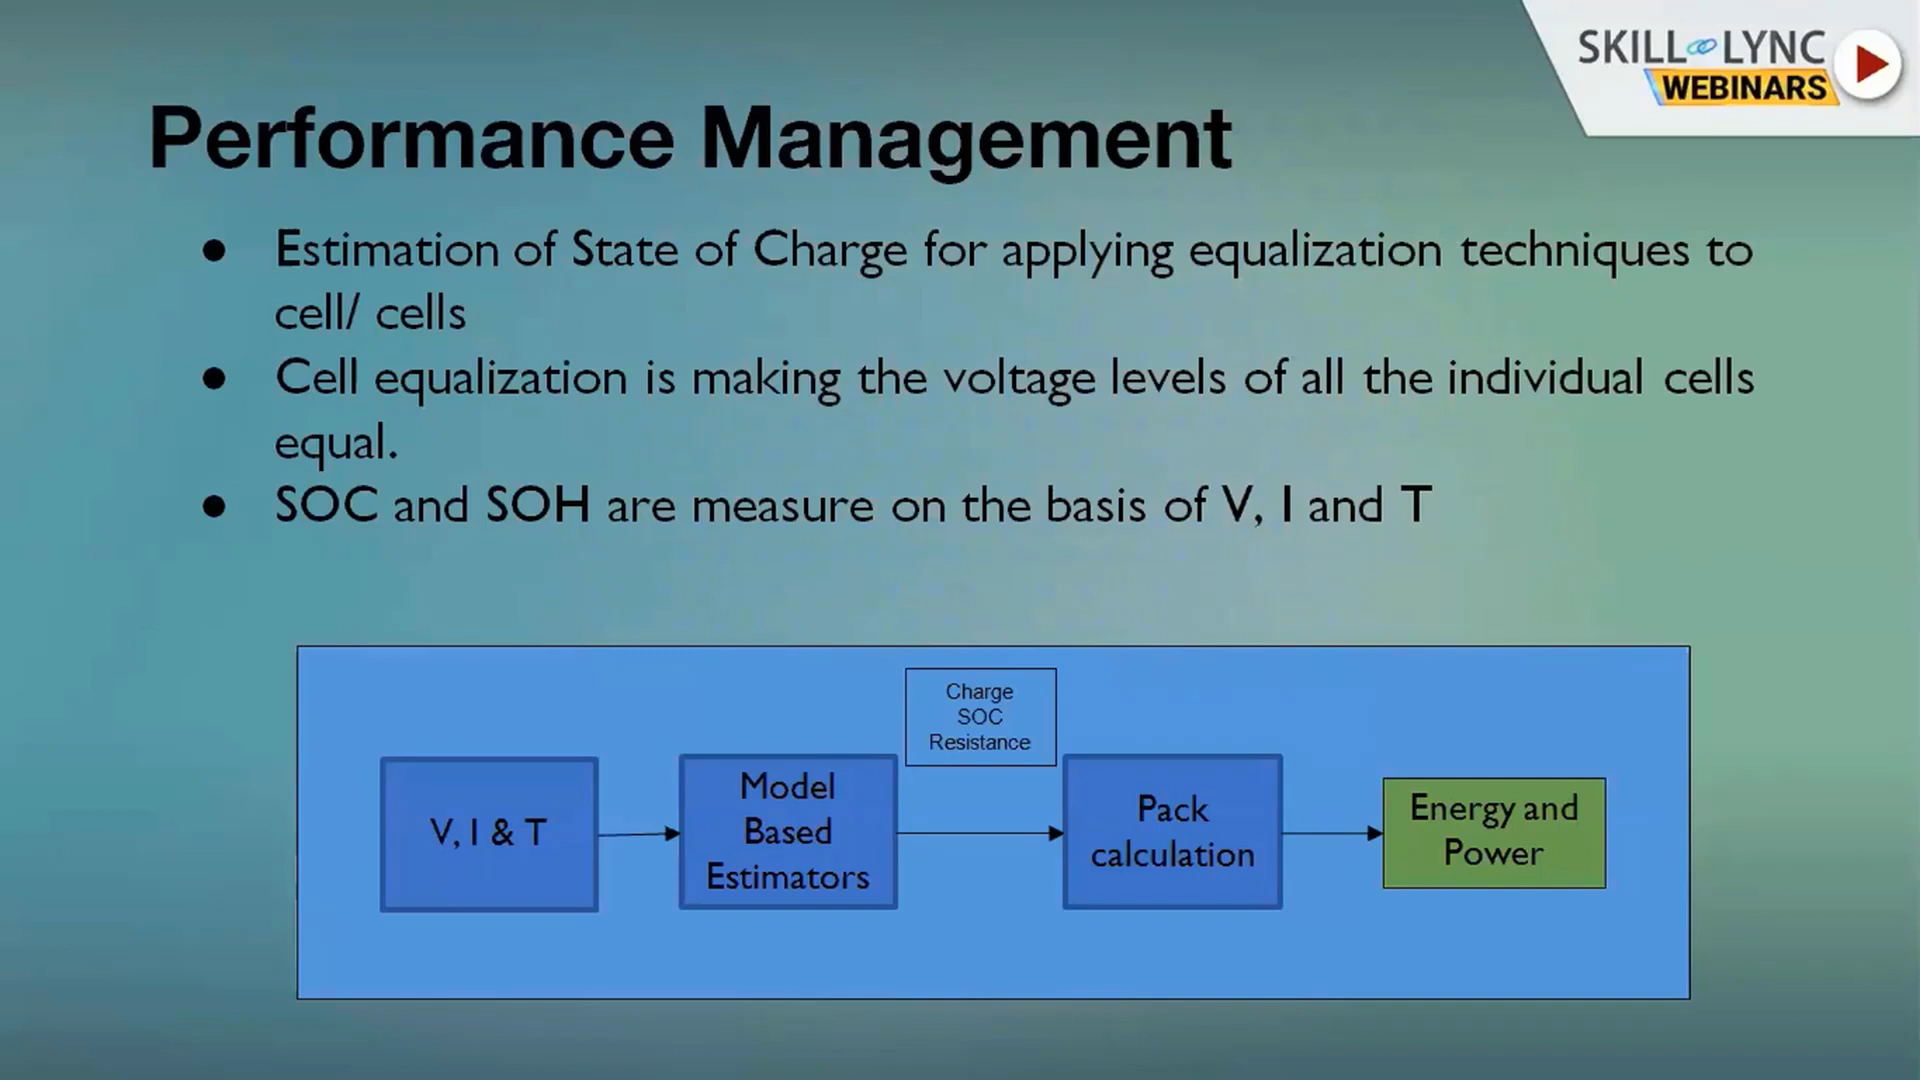 SKILL LYNC
WEBINARS
Performance Management
● Estimation of State of Charge for applying equalization techniques to
cell/ cells
● Cell equalization is making the voltage levels of all the individual cells
equal.
● SOC and SOH are measure on the basis of V, I and T
Charge
SOC
Resistance
V, I & T
Model
Based
Estimators
Pack
calculation
Energy and
Power